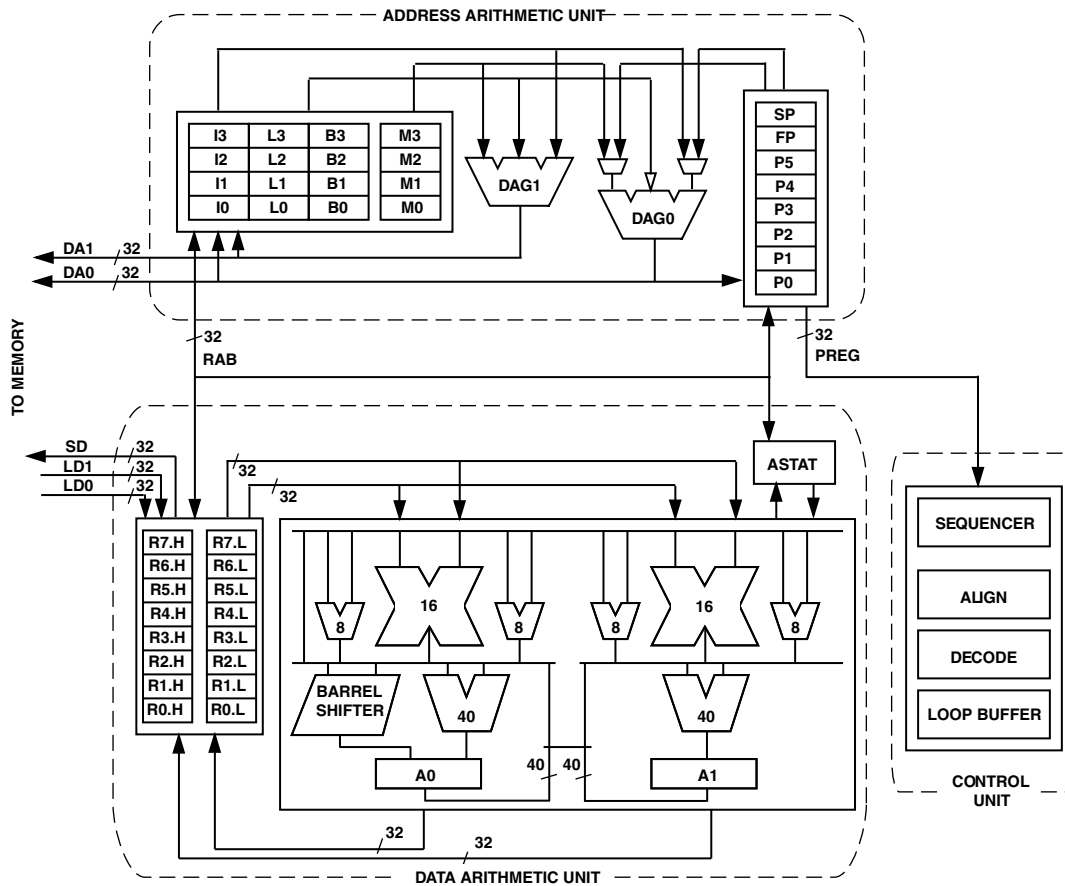 ADDRESS ARITHMETIC UNIT
SP
FP
P5
P4
P3
P2
P1
P0
I3 L3 B3 M3
I2 L2 B2 M2
I1 L1 B1 M1
I0 L0 B0 M0
DAG1
DAG0
DA1 32
DA0 32
TO MEMORY
32
RAB
32
PREG
SD 32
LD1 32
LD0 32
32
32
ASTAT
R7.H R7.L
R6.H R6.L
R5.H R5.L
R4.H R4.L
R3.H R3.L
R2.H R2.L
R1.H R1.L
R0.H R0.L
16
8
8
16
8
8
BARREL
SHIFTER
40
40
40
40
A0
A1
32
32
DATA ARITHMETIC UNIT
SEQUENCER
ALIGN
DECODE
LOOP BUFFER
CONTROL
UNIT